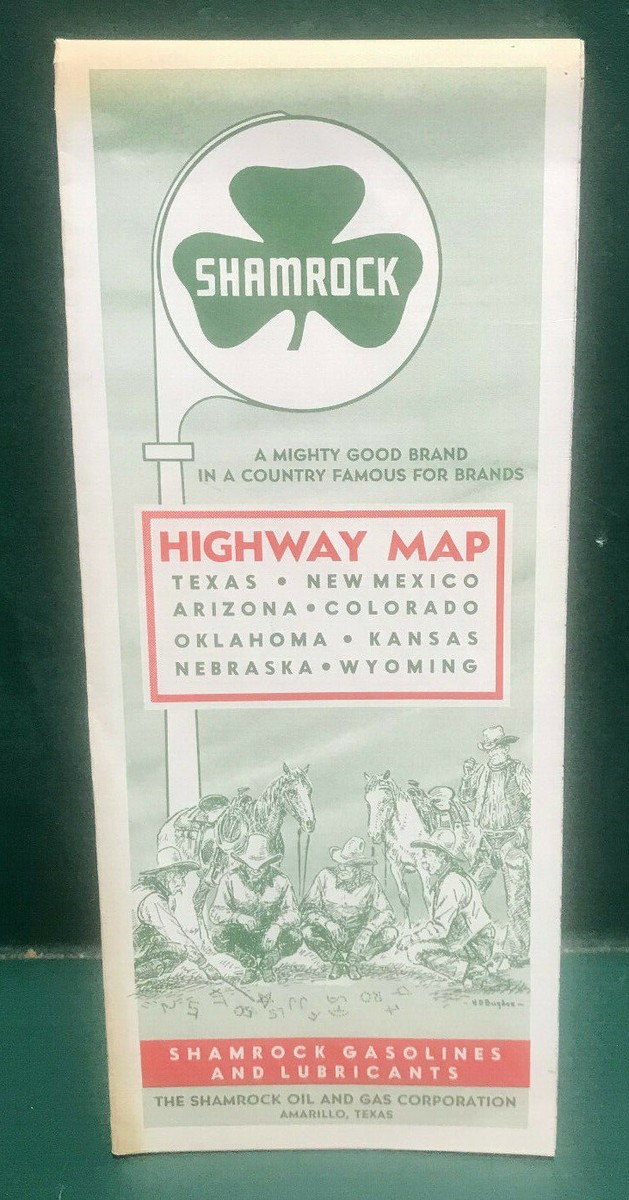 SHAMROCK
A MIGHTY GOOD BRAND
IN A COUNTRY FAMOUS FOR BRANDS
HIGHWAY MAP
TEXAS • NEW MEXICO
ARIZONA • COLORADO
OKLAHOMA • KANSAS
NEBRASKA • WYOMING
SHAMROCK GASOLINES
AND LUBRICANTS
THE SHAMROCK OIL AND GAS CORPORATION
AMARILLO, TEXAS